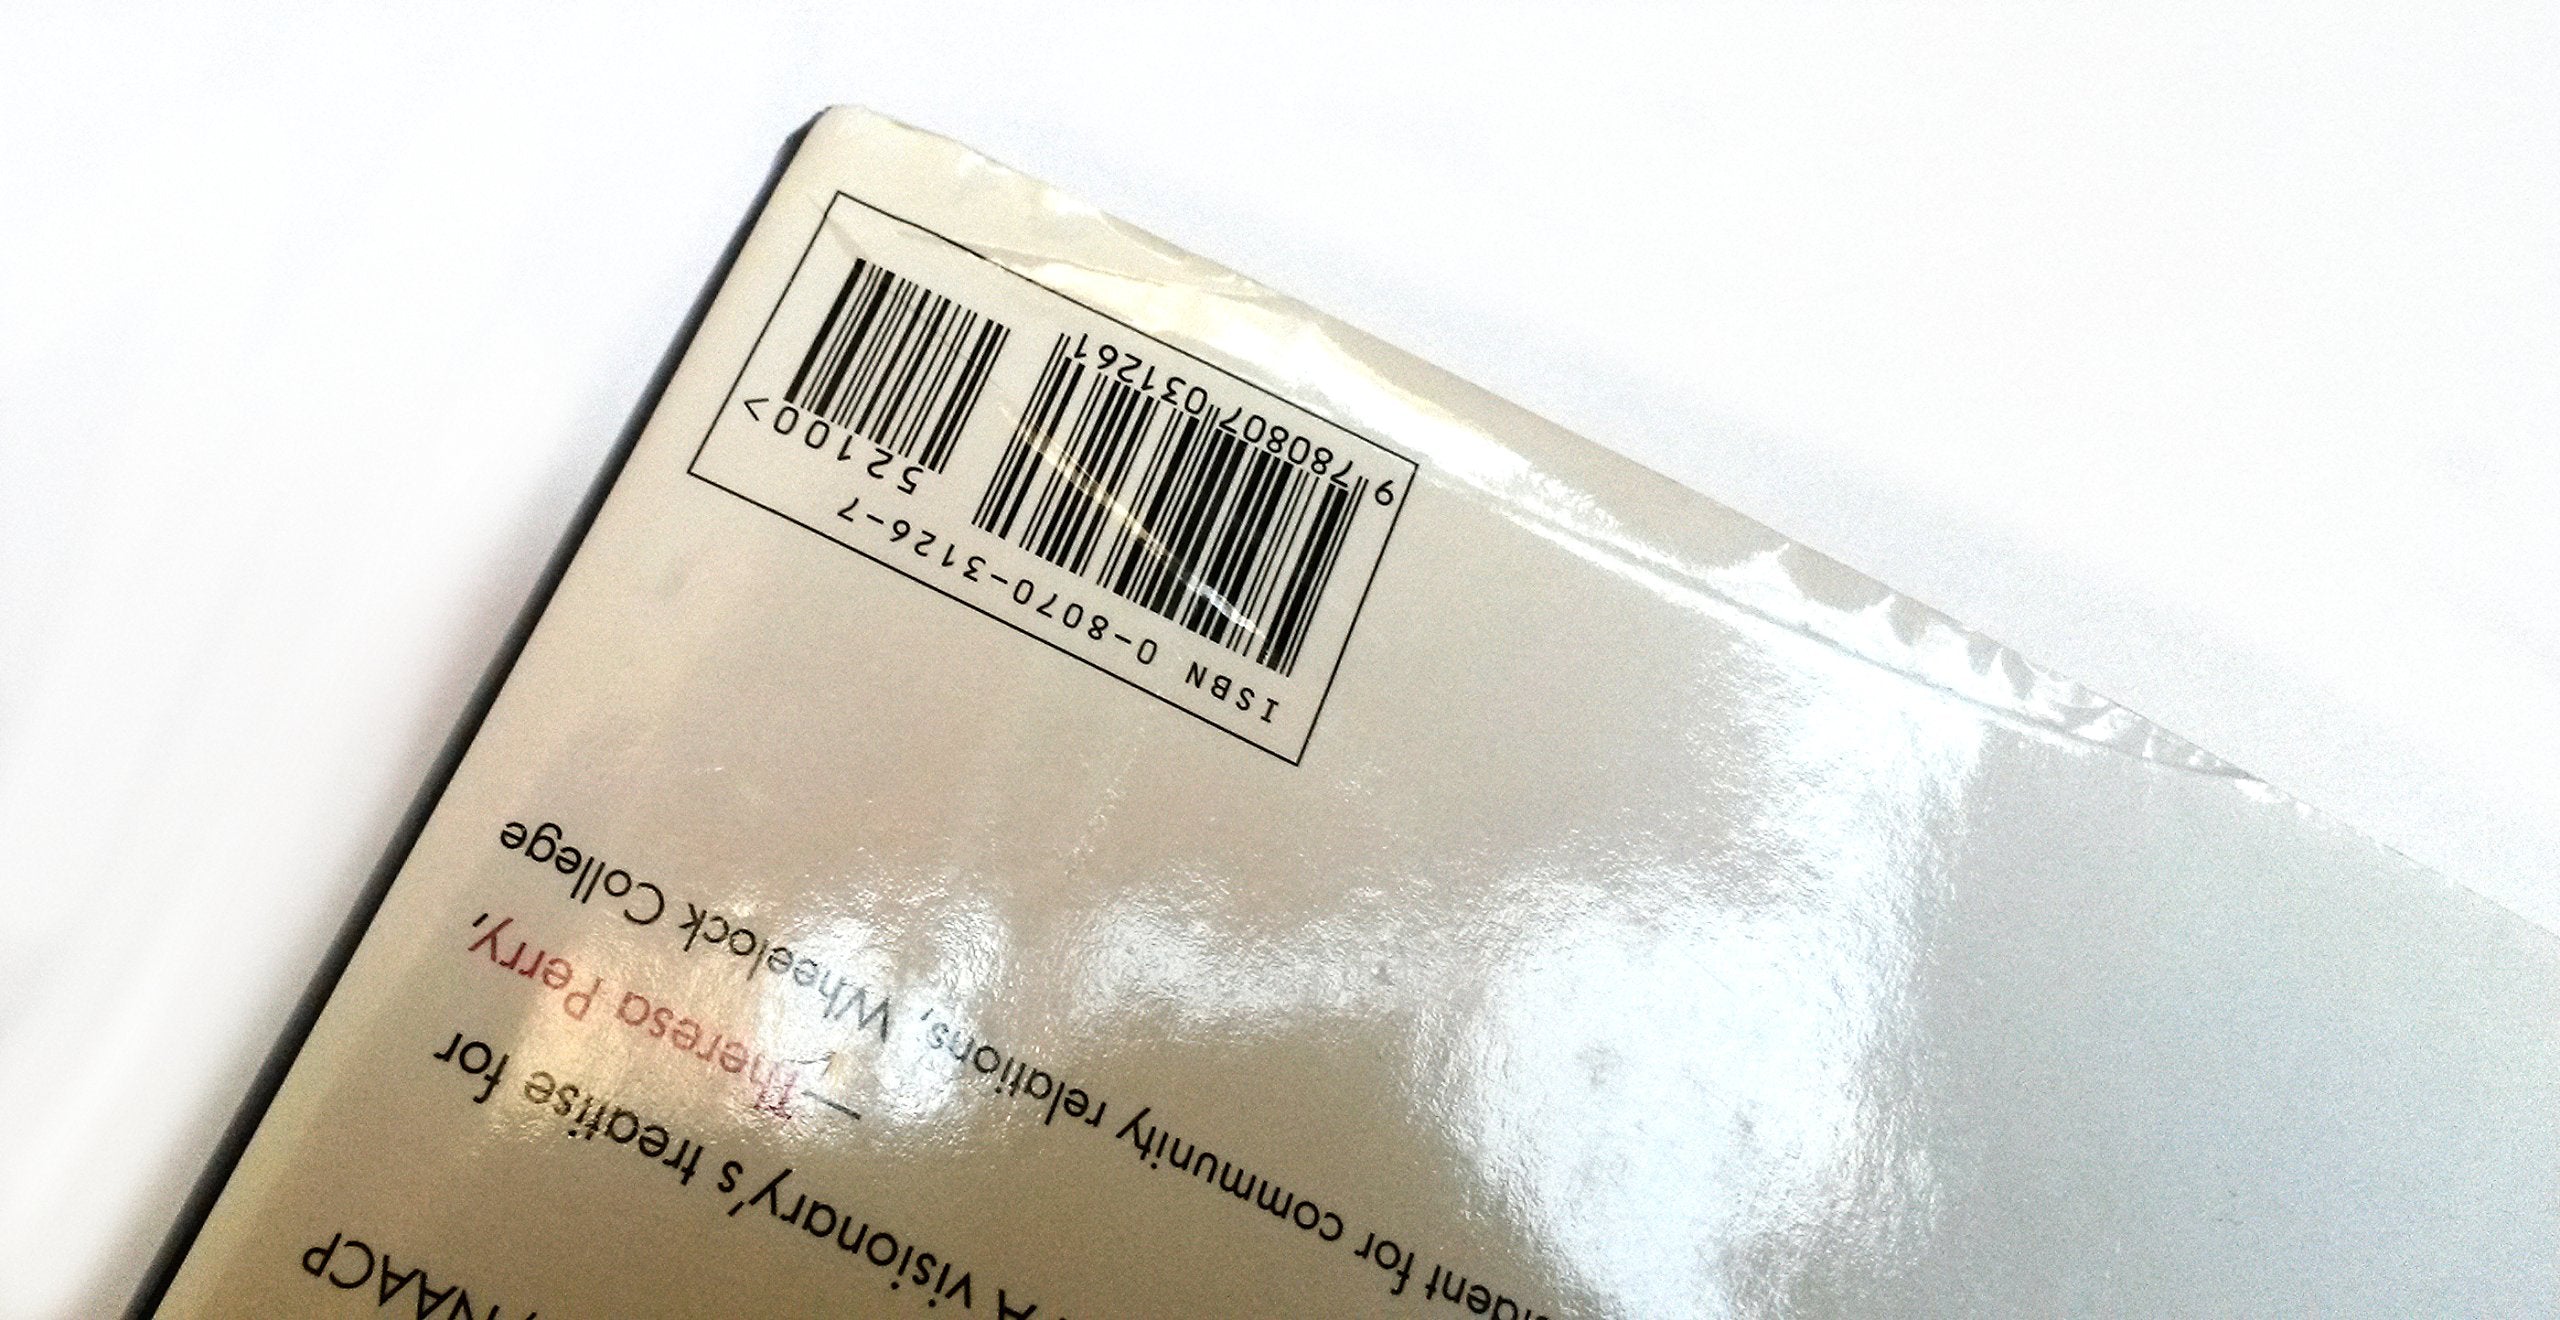 NAACP
A visionary's treatise for
—Theresa Perry,
for community relations, Wheelock College
ISBN 0-8070-3126-7
52100>
9 780807 031261